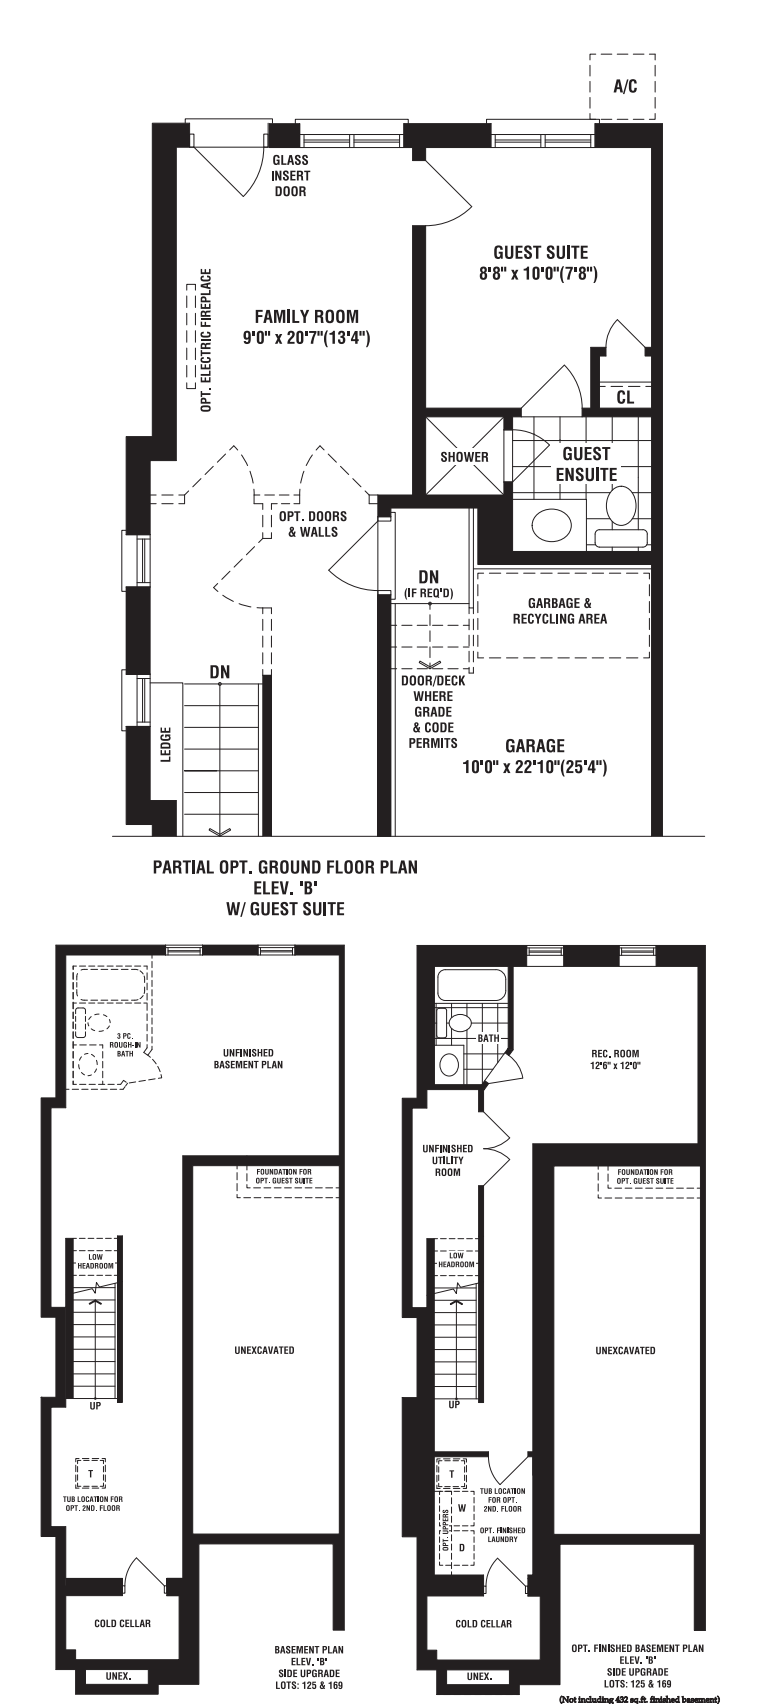 A/C
GLASS
INSERT
DOOR
GUEST SUITE
8'8" x 10'0"(7'8")
OPT. ELECTRIC FIREPLACE
FAMILY ROOM
9'0" x 20'7"(13'4")
CL
SHOWER
GUEST
ENSUITE
OPT. DOORS
& WALLS
DN
(IF REQ'D)
GARBAGE &
RECYCLING AREA
DN
DOOR/DECK
WHERE
GRADE
& CODE
PERMITS
LEDGE
GARAGE
10'0" x 22'10"(25'4")
PARTIAL OPT. GROUND FLOOR PLAN
ELEV. 'B'
W/ GUEST SUITE
3 PC.
ROUGH-IN
BATH
UNFINISHED
BASEMENT PLAN
FOUNDATION FOR
OPT. GUEST SUITE
LOW
HEADROOM
UNEXCAVATED
UP
T
TUB LOCATION FOR
OPT. 2ND. FLOOR
COLD CELLAR
UNEX.
BASEMENT PLAN
ELEV. 'B'
SIDE UPGRADE
LOTS: 125 & 169
BATH
REC. ROOM
12'6" x 12'0"
UNFINISHED
UTILITY
ROOM
FOUNDATION FOR
OPT. GUEST SUITE
LOW
HEADROOM
UNEXCAVATED
UP
T
TUB LOCATION
FOR OPT.
2ND. FLOOR
W
OPT. UPPERS
OPT. FINISHED
LAUNDRY
D
COLD CELLAR
UNEX.
OPT. FINISHED BASEMENT PLAN
ELEV. 'B'
SIDE UPGRADE
LOTS: 125 & 169
(Not including 432 sq.ft. finished basement)